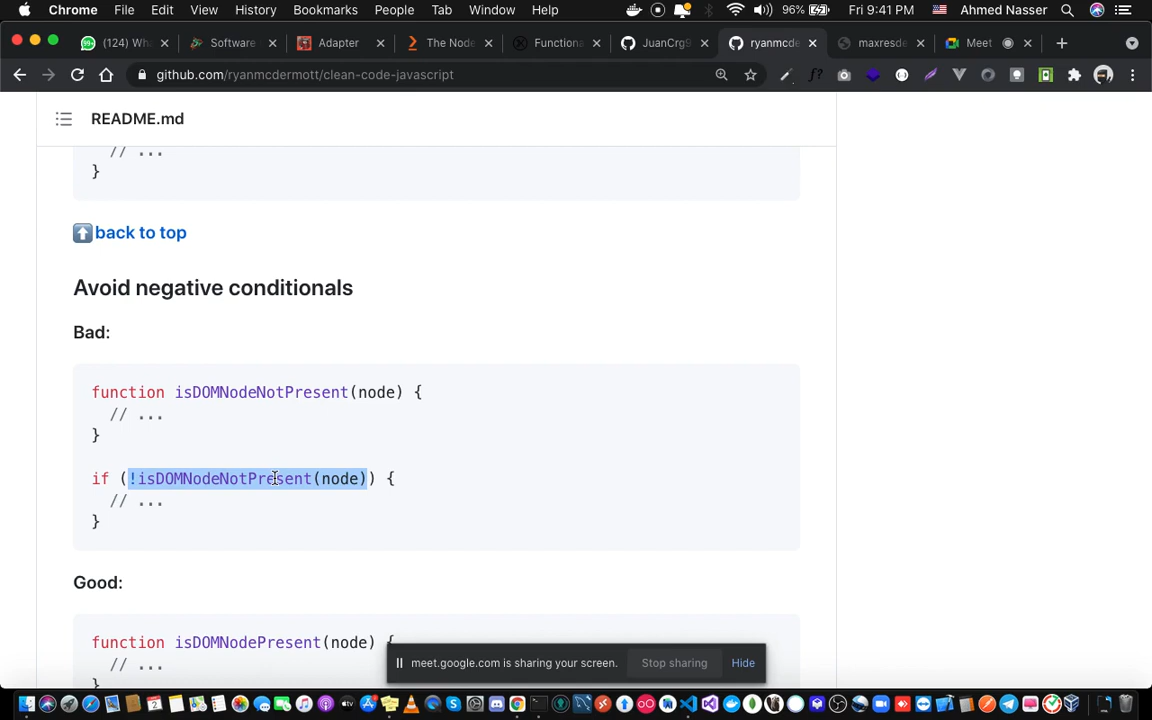 Chrome File Edit View History Bookmarks People Tab Window Help 96% Fri 9:41 PM Ahmed Nasser
(124) Wha Software Adapter The Node Functiona JuanCrg9 ryanmcde maxresde Meet
github.com/ryanmcdermott/clean-code-javascript
README.md
// ...
}
back to top
Avoid negative conditionals
Bad:
function isDOMNodeNotPresent(node) {
// ...
}
if (!isDOMNodeNotPresent(node)) {
// ...
}
Good:
function isDOMNodePresent(node) {
// ...
}
meet.google.com is sharing your screen. Stop sharing Hide